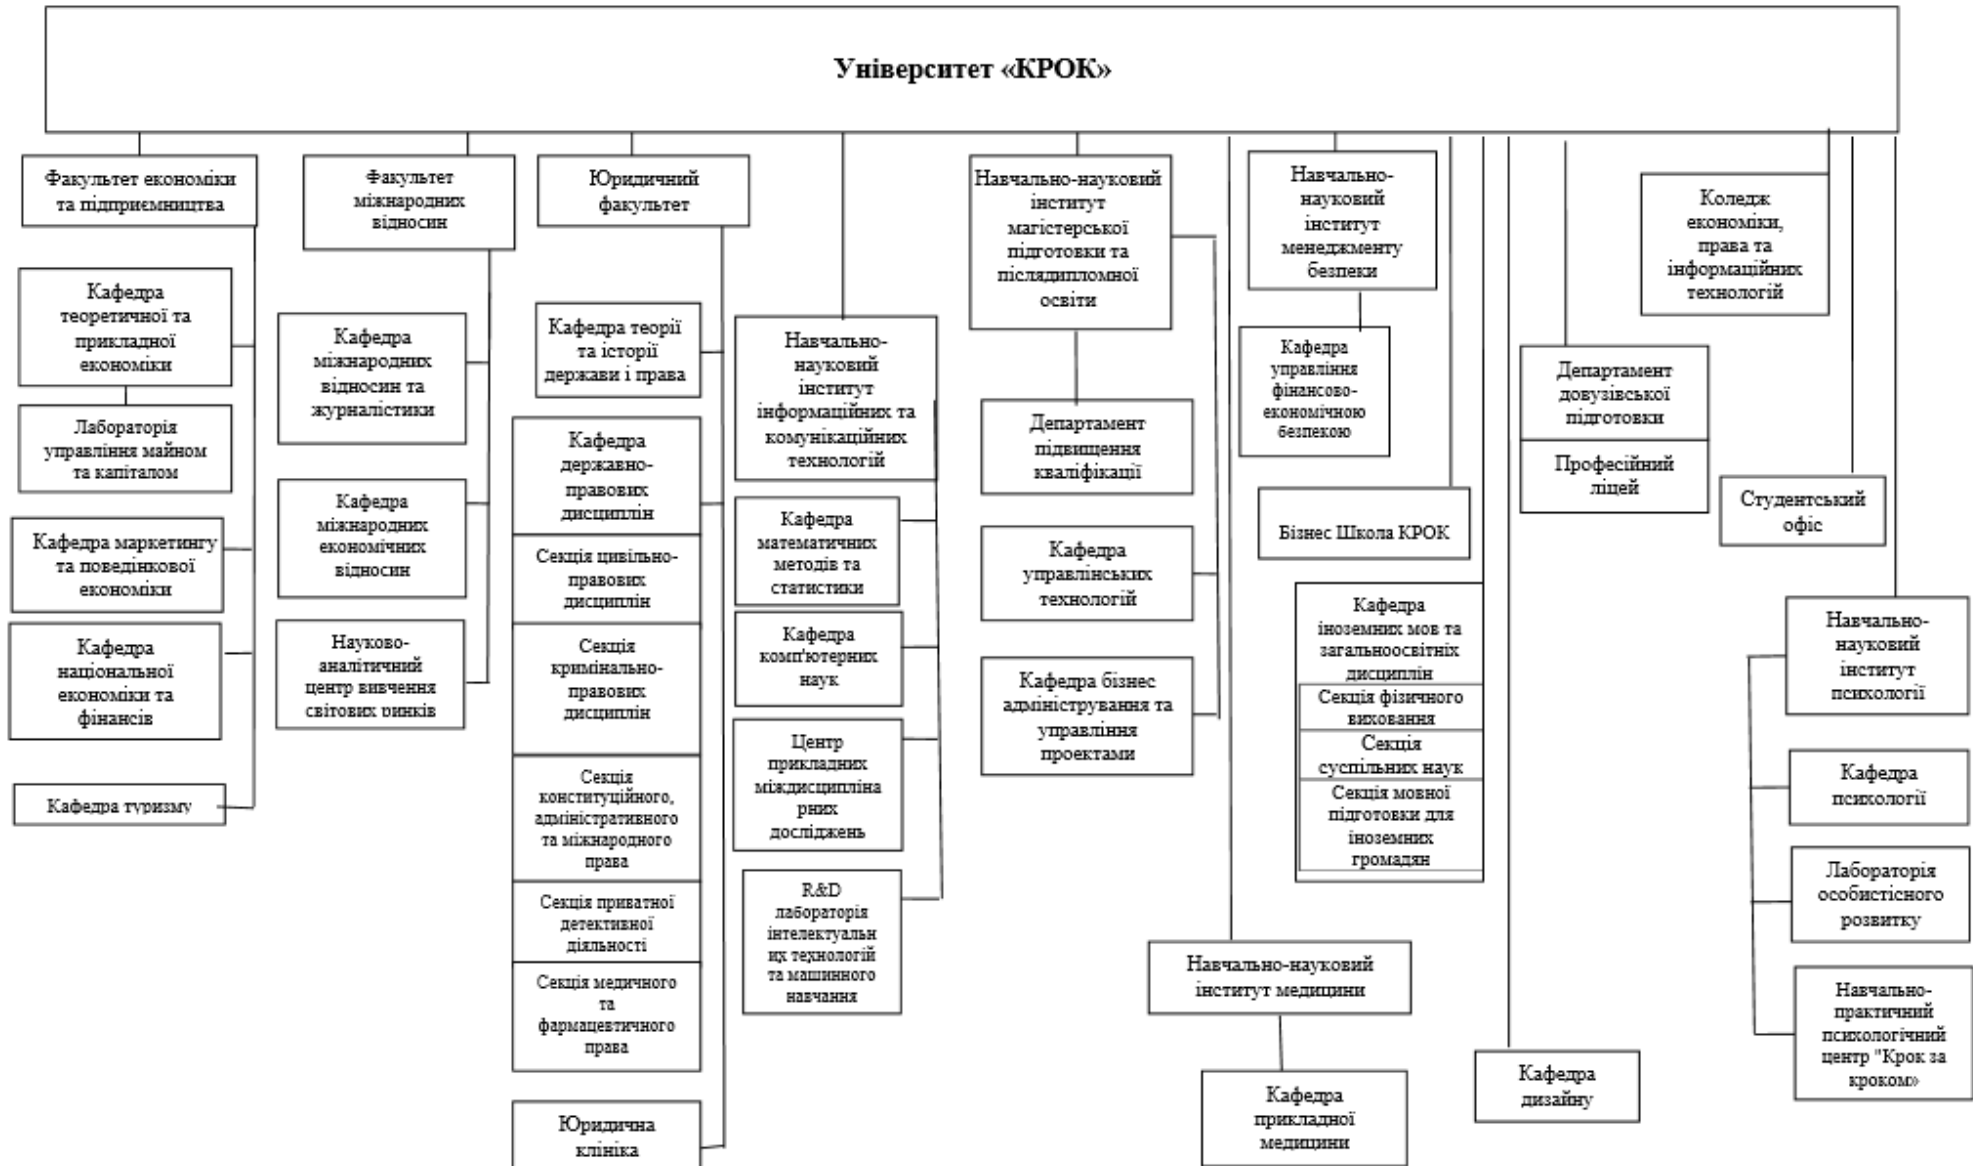 Університет «КРОК»
Факультет економіки
та підприємництва
Кафедра
теоретичної та
прикладної
економіки
Лабораторія
управління майном
та капіталом
Кафедра маркетингу
та поведінкової
економіки
Кафедра
національної
економіки та
фінансів
Кафедра туризму
Факультет
міжнародних
відносин
Кафедра
міжнародних
відносин та
журналістики
Кафедра
міжнародних
економічних
відносин
Науково-
аналітичний
центр вивчення
світових ринків
Юридичний
факультет
Кафедра теорії
та історії
держави і права
Кафедра
державно-
правових
дисциплін
Секція цивільно-
правових
дисциплін
Секція
кримінально-
правових
дисциплін
Секція
конституційного,
адміністративного
та міжнародного
права
Секція приватної
детективної
діяльності
Секція медичного
та
фармацевтичного
права
Юридична
клініка
Навчально-
науковий
інститут
інформаційних та
комунікаційних
технологій
Кафедра
математичних
методів та
статистики
Кафедра
комп'ютерних
наук
Центр
прикладних
міждисципліна
рних
досліджень
R&D
лабораторія
інтелектуальн
их технологій
та машинного
навчання
Навчально-науковий
інститут
магістерської
підготовки та
післядипломної
освіти
Департамент
підвищення
кваліфікації
Кафедра
управлінських
технологій
Кафедра бізнес
адміністрування та
управління
проектами
Навчально-науковий
інститут медицини
Кафедра
прикладної
медицини
Навчально-
науковий
інститут
менеджменту
безпеки
Кафедра
управління
фінансово-
економічною
безпекою
Бізнес Школа КРОК
Кафедра
іноземних мов та
загальноосвітніх
дисциплін
Секція фізичного
виховання
Секція
суспільних наук
Секція мовної
підготовки для
іноземних
громадян
Кафедра
дизайну
Департамент
довузівської
підготовки
Професійний
ліцей
Коледж
економіки,
права та
інформаційних
технологій
Студентський
офіс
Навчально-
науковий
інститут
психології
Кафедра
психології
Лабораторія
особистісного
розвитку
Навчально-
практичний
психологічний
центр "Крок за
кроком»